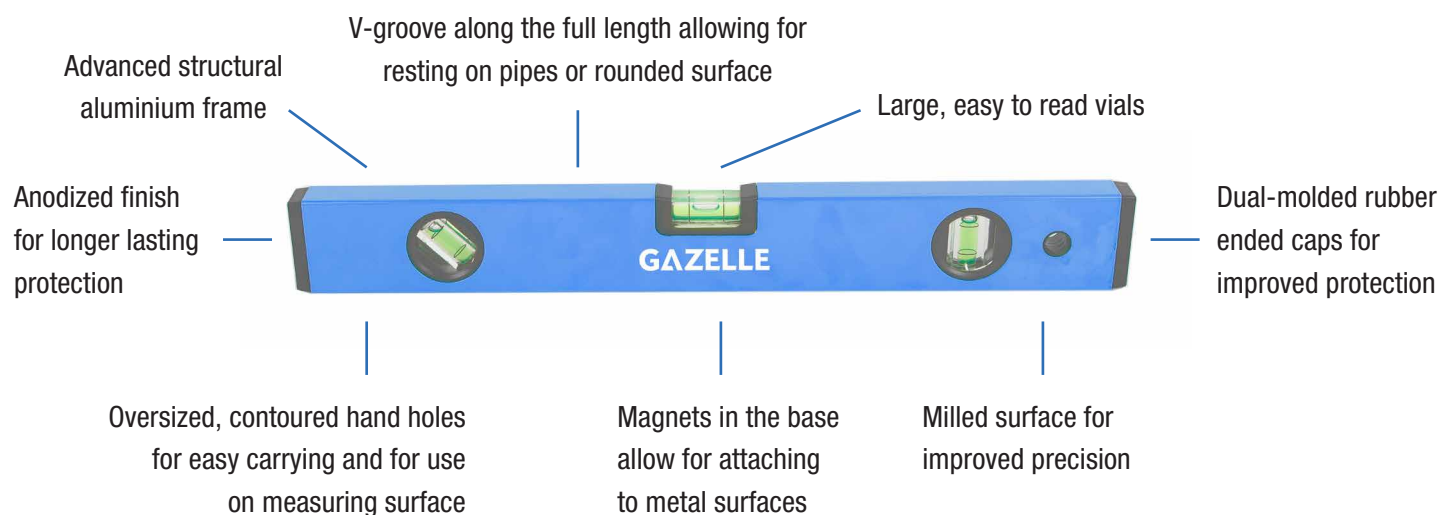 V-groove along the full length allowing for
resting on pipes or rounded surface
Advanced structural
aluminium frame
Large, easy to read vials
Anodized finish
for longer lasting
protection
Dual-molded rubber
ended caps for
improved protection
GAZELLE
Oversized, contoured hand holes
for easy carrying and for use
on measuring surface
Magnets in the base
allow for attaching
to metal surfaces
Milled surface for
improved precision